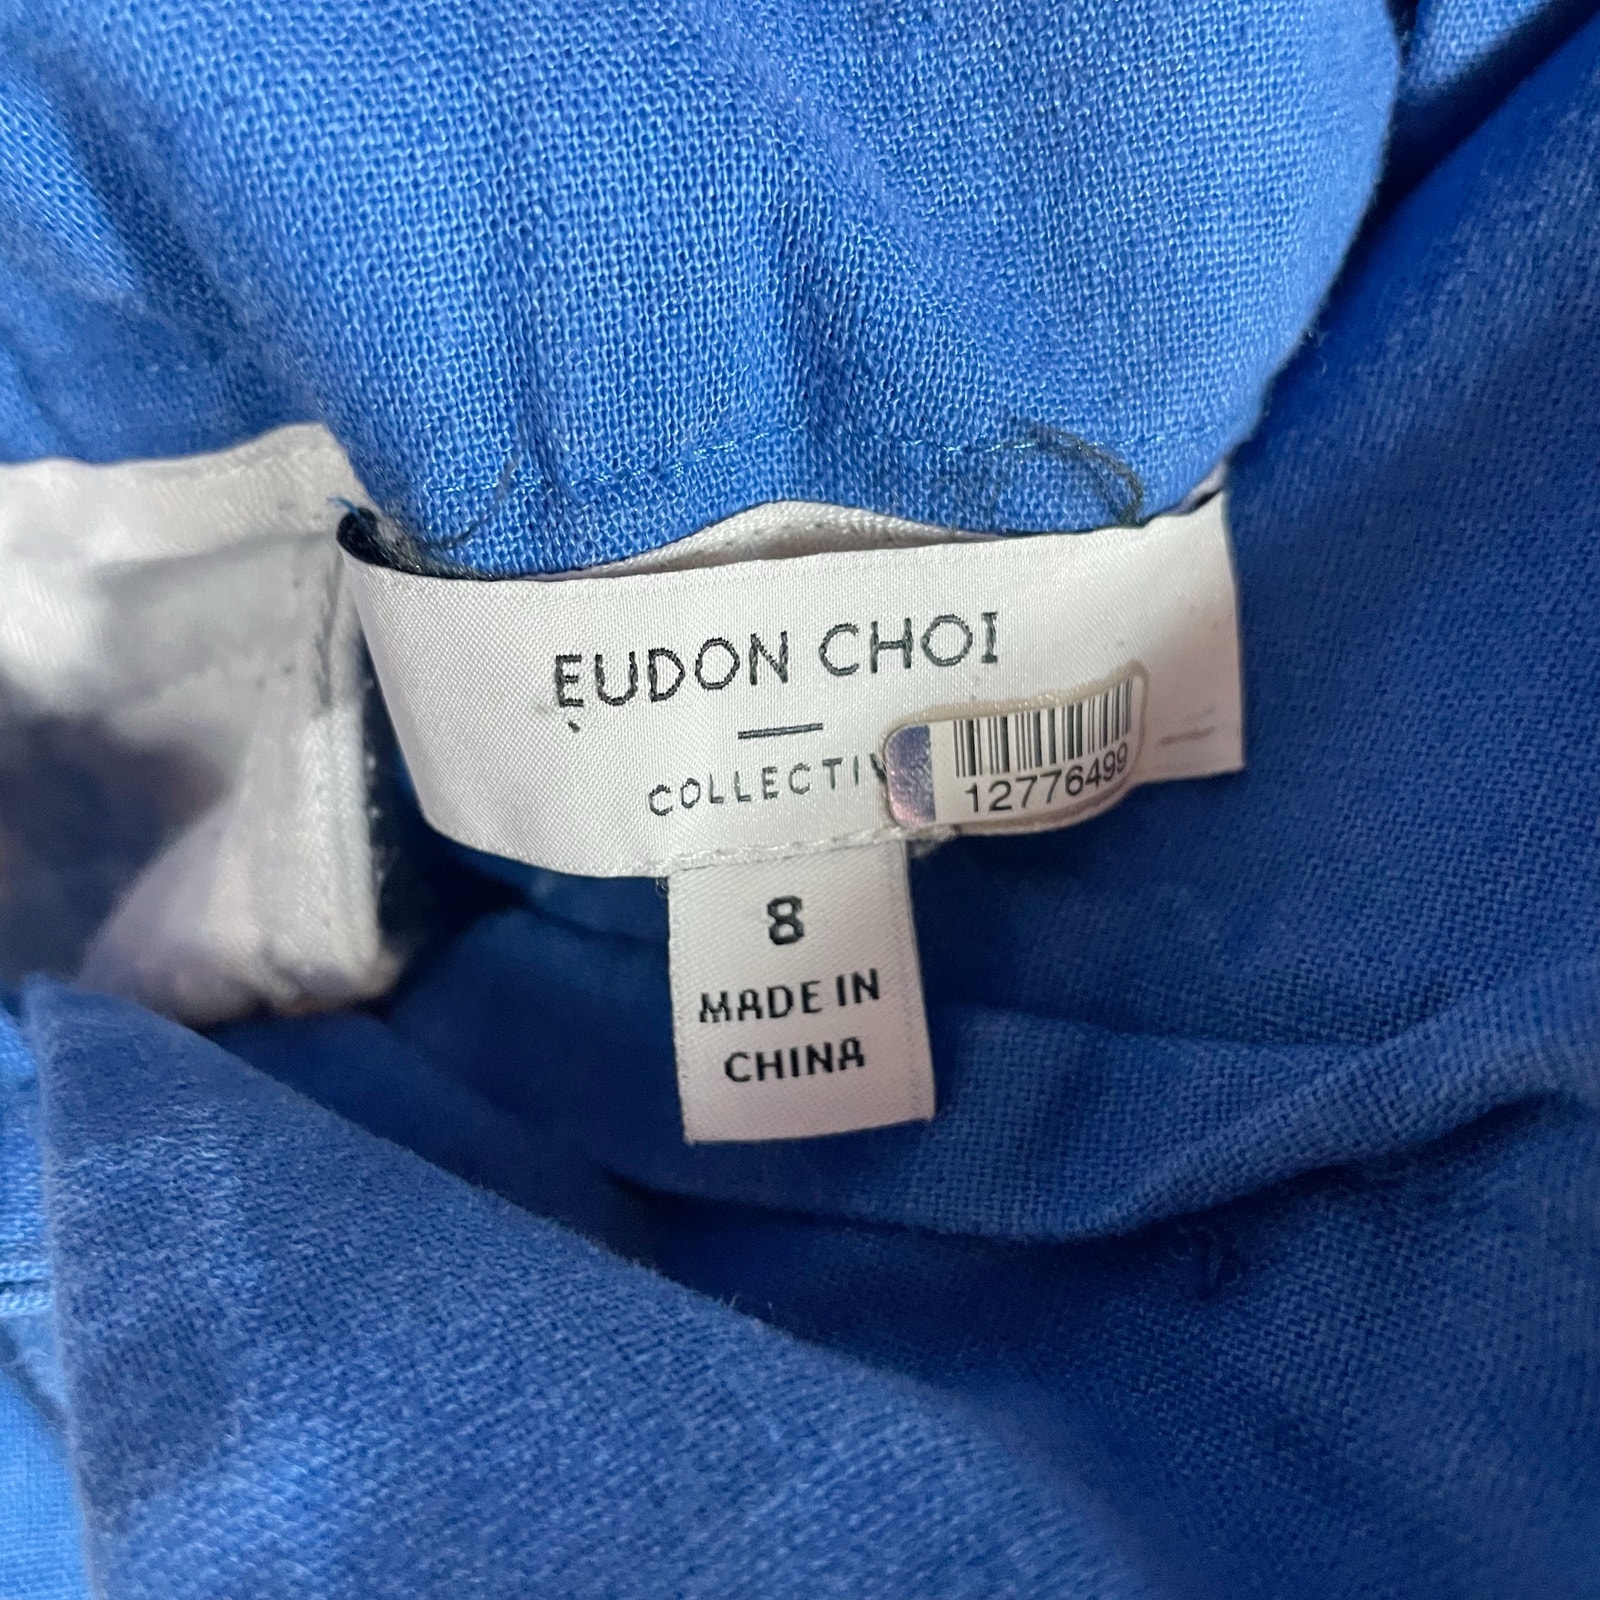 EUDON CHOI
COLLECTIV
12776499
8
MADE IN
CHINA